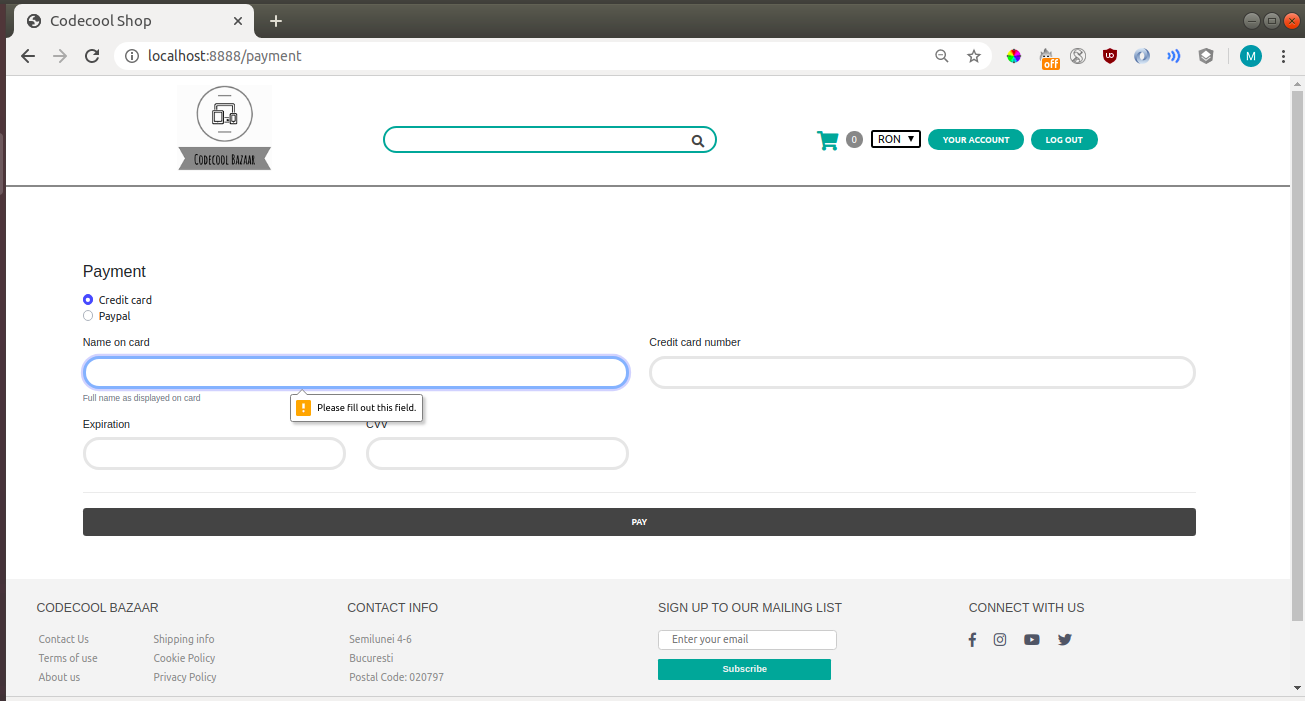 Codecool Shop
localhost:8888/payment
off
M
CODECOOL BAZAAR
0
RON
YOUR ACCOUNT
LOG OUT
Payment
Credit card
Paypal
Name on card
Credit card number
Full name as displayed on card
Please fill out this field.
Expiration
CVV
PAY
CODECOOL BAZAAR
Contact Us
Shipping info
Terms of use
Cookie Policy
About us
Privacy Policy
CONTACT INFO
Semilunei 4-6
Bucuresti
Postal Code: 020797
SIGN UP TO OUR MAILING LIST
Enter your email
Subscribe
CONNECT WITH US